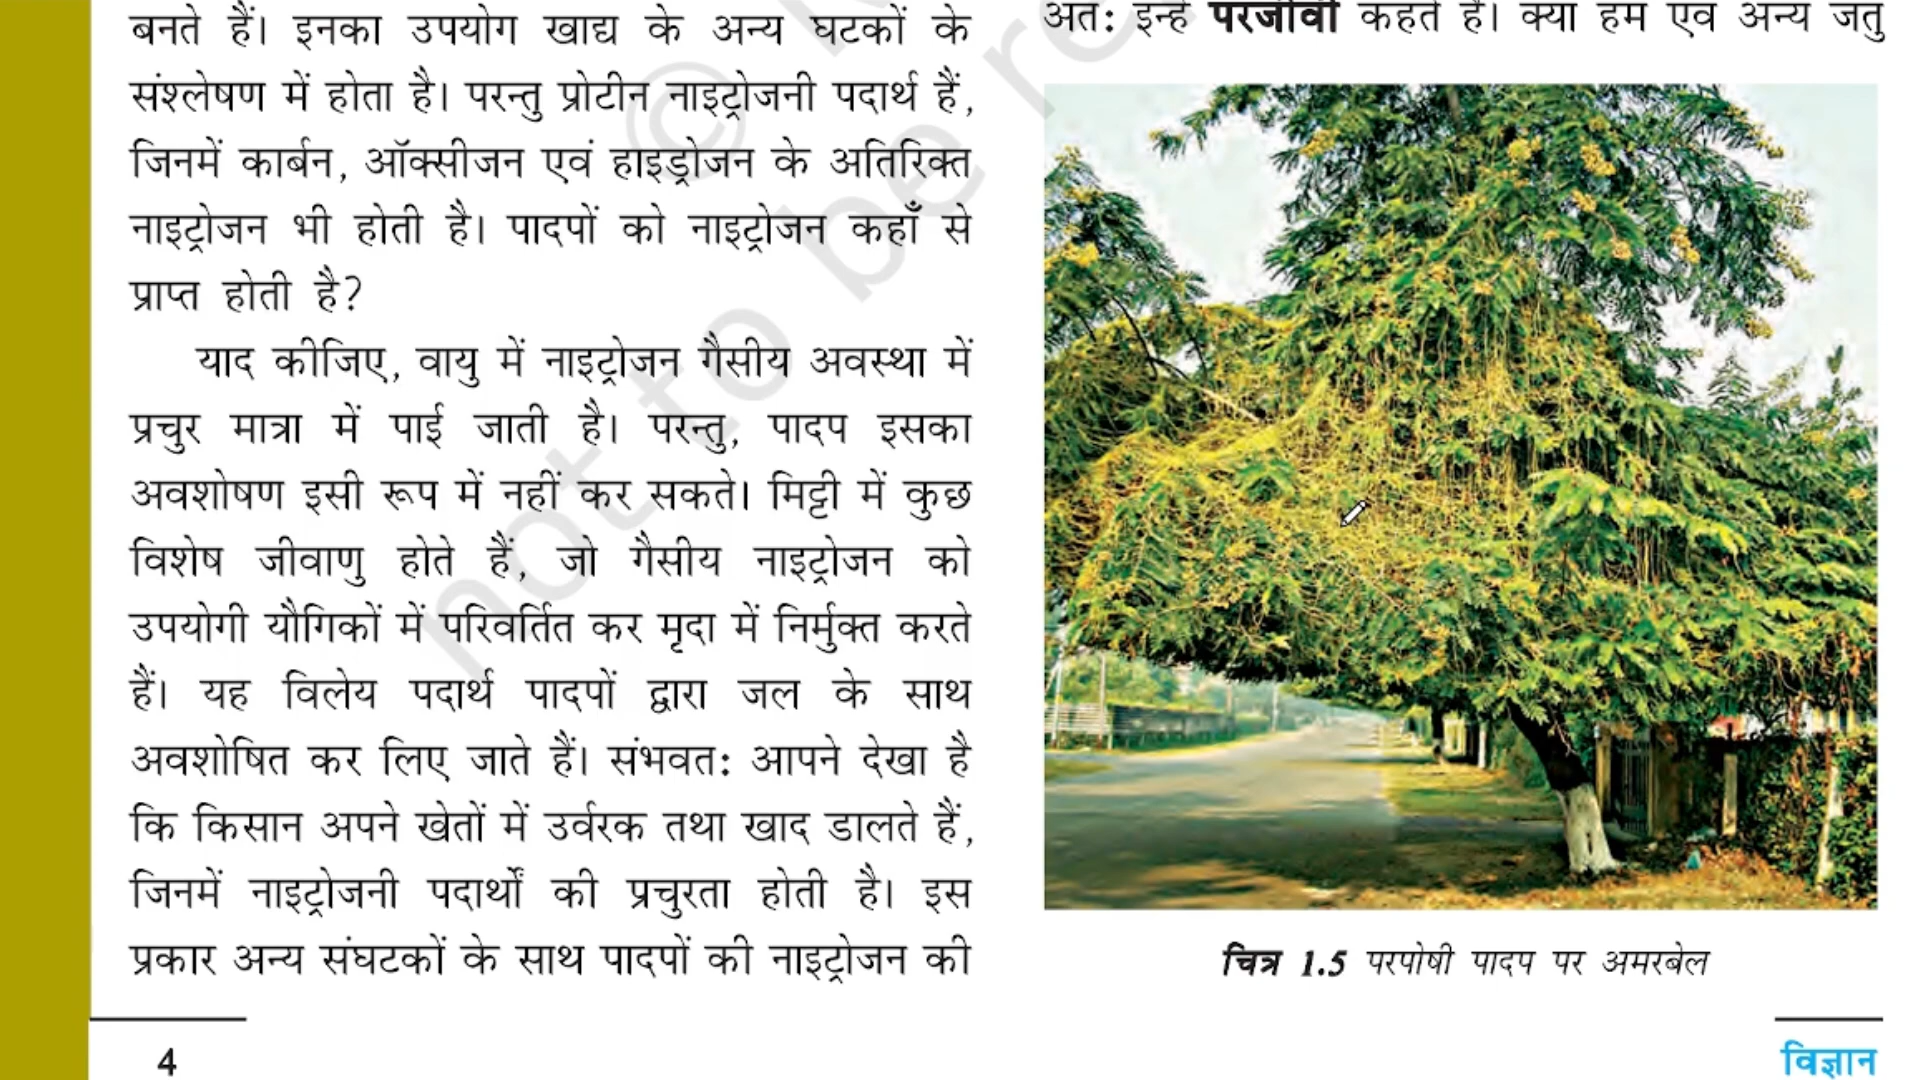 बनते हैं। इनका उपयोग खाद्य के अन्य घटकों के
संश्लेषण में होता है। परन्तु प्रोटीन नाइट्रोजनी पदार्थ हैं,
जिनमें कार्बन, ऑक्सीजन एवं हाइड्रोजन के अतिरिक्त
नाइट्रोजन भी होती है। पादपों को नाइट्रोजन कहाँ से
प्राप्त होती है?
याद कीजिए, वायु में नाइट्रोजन गैसीय अवस्था में
प्रचुर मात्रा में पाई जाती है। परन्तु, पादप इसका
अवशोषण इसी रूप में नहीं कर सकते। मिट्टी में कुछ
विशेष जीवाणु होते हैं, जो गैसीय नाइट्रोजन को
उपयोगी यौगिकों में परिवर्तित कर मृदा में निर्मुक्त करते
हैं। यह विलेय पदार्थ पादपों द्वारा जल के साथ
अवशोषित कर लिए जाते हैं। संभवतः आपने देखा है
कि किसान अपने खेतों में उर्वरक तथा खाद डालते हैं,
जिनमें नाइट्रोजनी पदार्थों की प्रचुरता होती है। इस
प्रकार अन्य संघटकों के साथ पादपों की नाइट्रोजन की
4
अतः इन्हें परजीवी कहते हैं। क्या हम एवं अन्य जंतु
चित्र 1.5 परपोषी पादप पर अमरबेल
विज्ञान
© not to be re